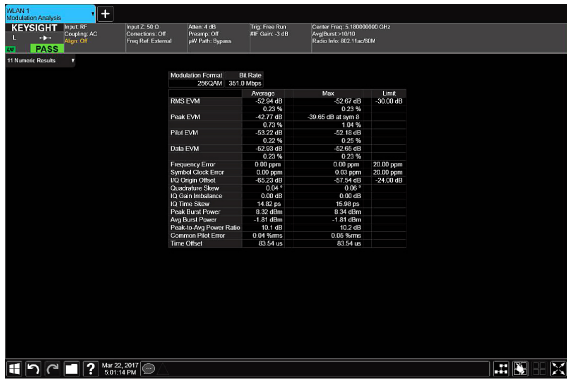 WLAN 1
Modulation Analysis
+
KEYSIGHT Input: RF Input Z: 50 Ω Atten: 4 dB Trig: Free Run Center Freq: 5.180000000 GHz
L Coupling: AC Corrections: Off Preamp: Off #IF Gain: -3 dB Avg|Burst:>10/10
Align: Off Freq Ref: External µW Path: Bypass Radio Info: 802.11ac/80M
PASS
11 Numeric Results
Modulation Format Bit Rate
256QAM 351.0 Mbps
Average Max Limit
RMS EVM -52.94 dB -52.67 dB -30.00 dB
0.23 % 0.23 %
Peak EVM -42.77 dB -39.65 dB at sym 8
0.73 % 1.04 %
Pilot EVM -53.22 dB -52.18 dB
0.22 % 0.25 %
Data EVM -52.93 dB -52.65 dB
0.23 % 0.23 %
Frequency Error 0.00 ppm 0.00 ppm 20.00 ppm
Symbol Clock Error 0.00 ppm 0.03 ppm 20.00 ppm
I/Q Origin Offset -65.23 dB -57.54 dB -24.00 dB
Quadrature Skew 0.04 ° 0.06 °
IQ Gain Imbalance 0.00 dB 0.00 dB
IQ Time Skew 14.82 ps 15.98 ps
Peak Burst Power 8.32 dBm 8.34 dBm
Avg Burst Power -1.81 dBm -1.81 dBm
Peak-to-Avg Power Ratio 10.1 dB 10.2 dB
Common Pilot Error 0.04 %rms 0.05 %rms
Time Offset 83.54 us 83.54 us
? Mar 22, 2017
5:01:14 PM